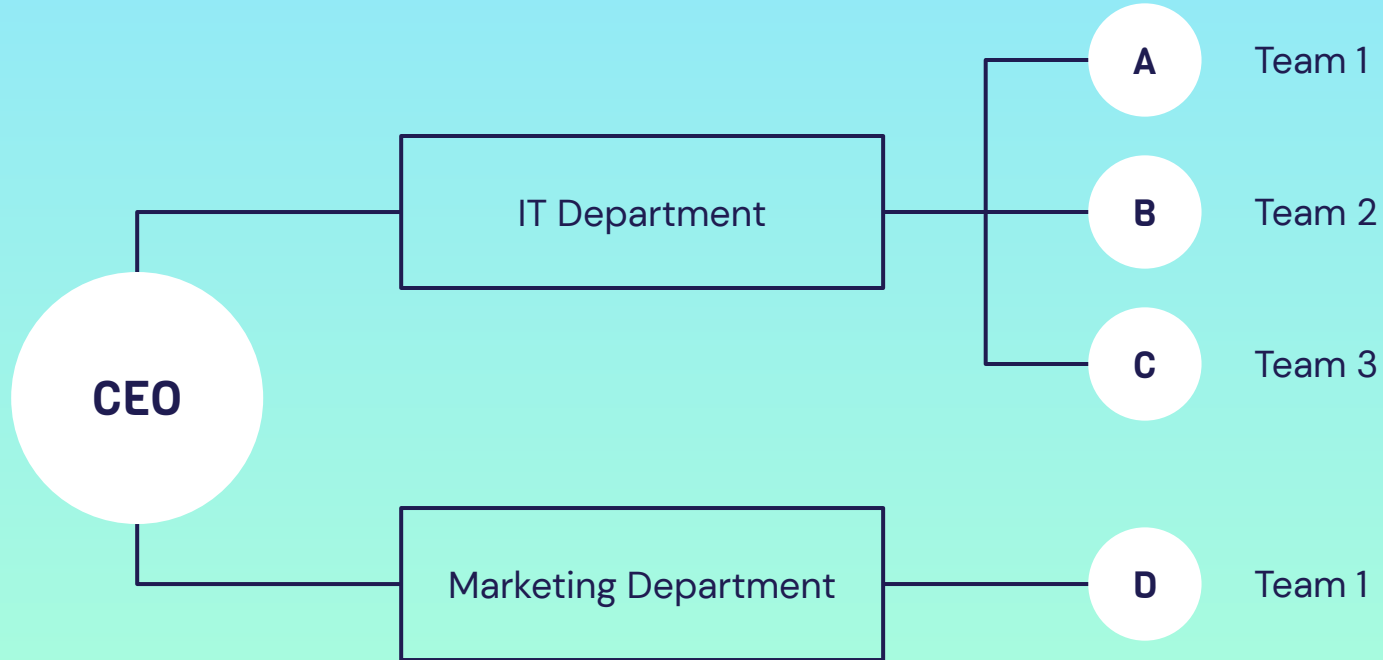 A
Team 1
IT Department
B
Team 2
C
Team 3
CEO
Marketing Department
D
Team 1